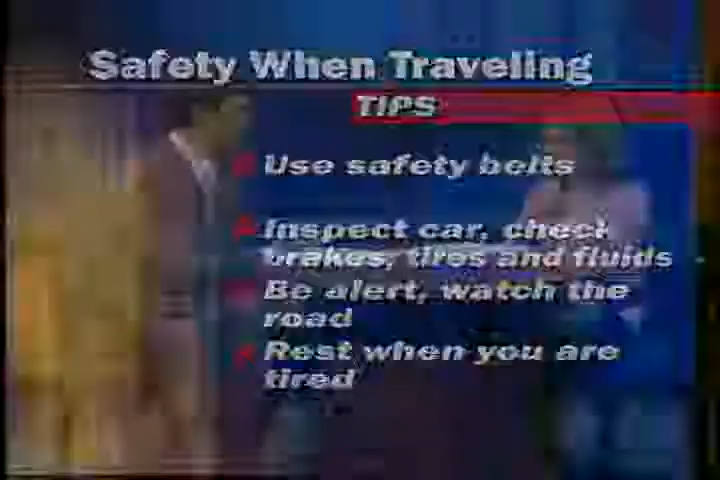 Safety When Traveling
TIPS
Use safety belts
Inspect car, check
brakes, tires and fluids
Be alert, watch the
road
Rest when you are
tired